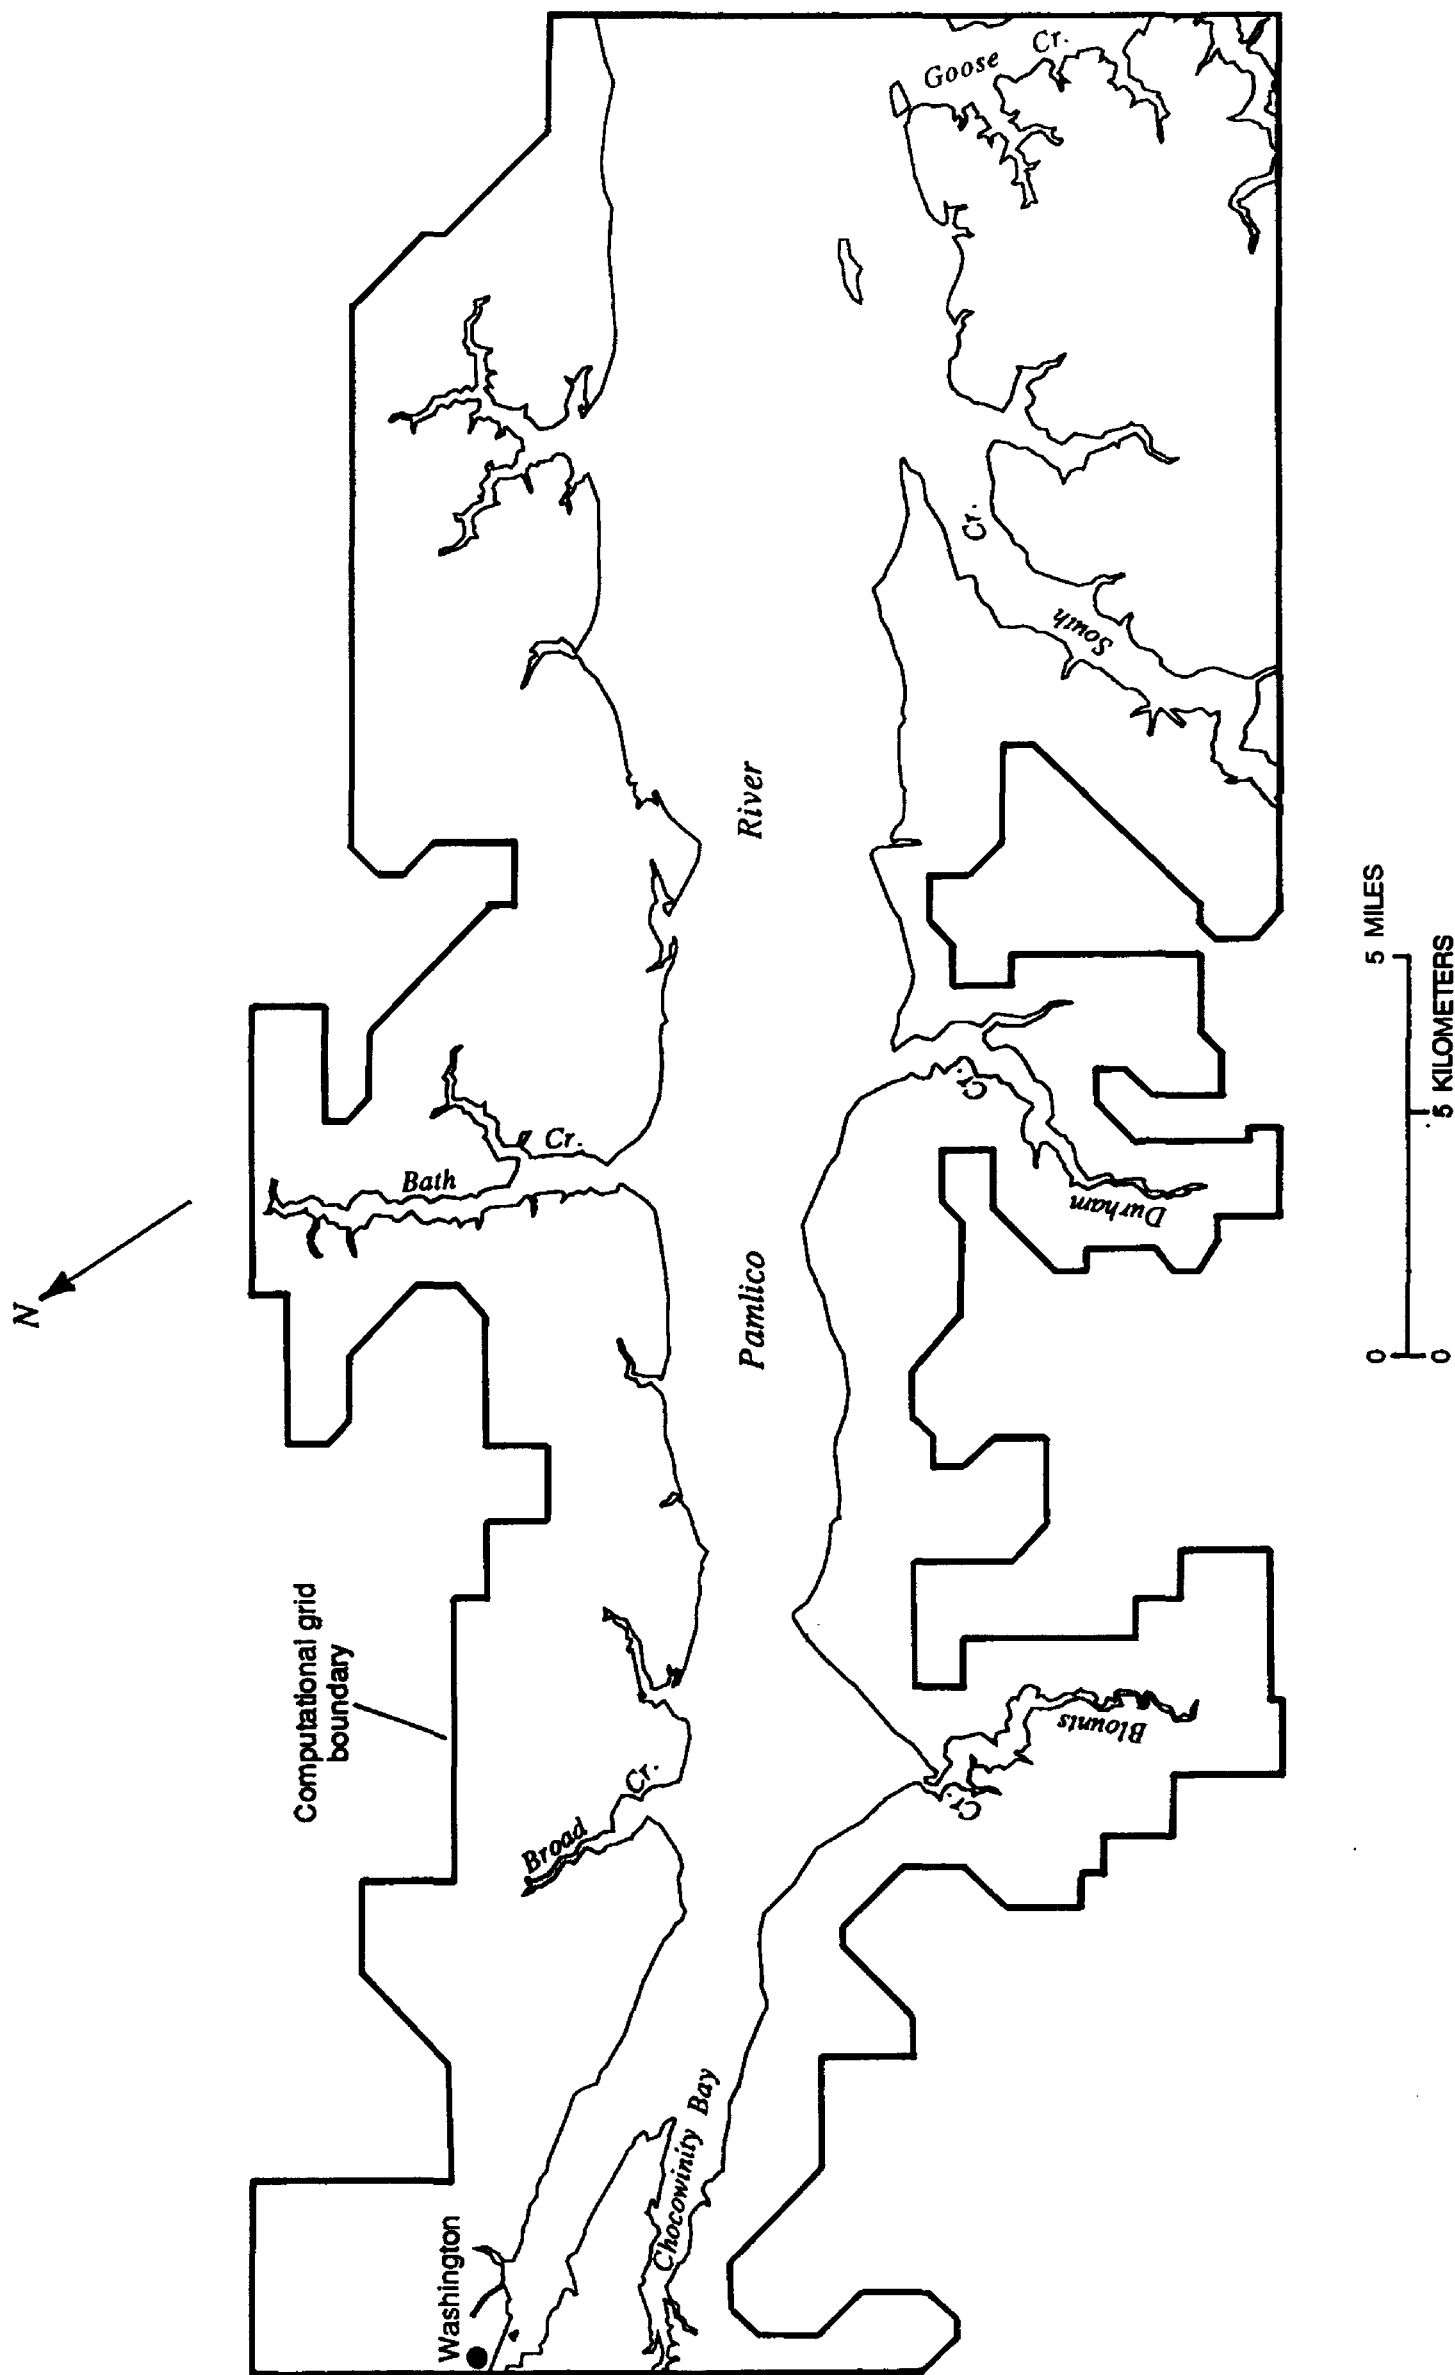 N
Computational grid
boundary
Washington
Chocowinity Bay
Broad
Cr.
Bath
Cr.
Pamlico
River
Blounts
Cr.
Durham
Cr.
South
Cr.
Goose
Cr.
0
5 MILES
0
5 KILOMETERS